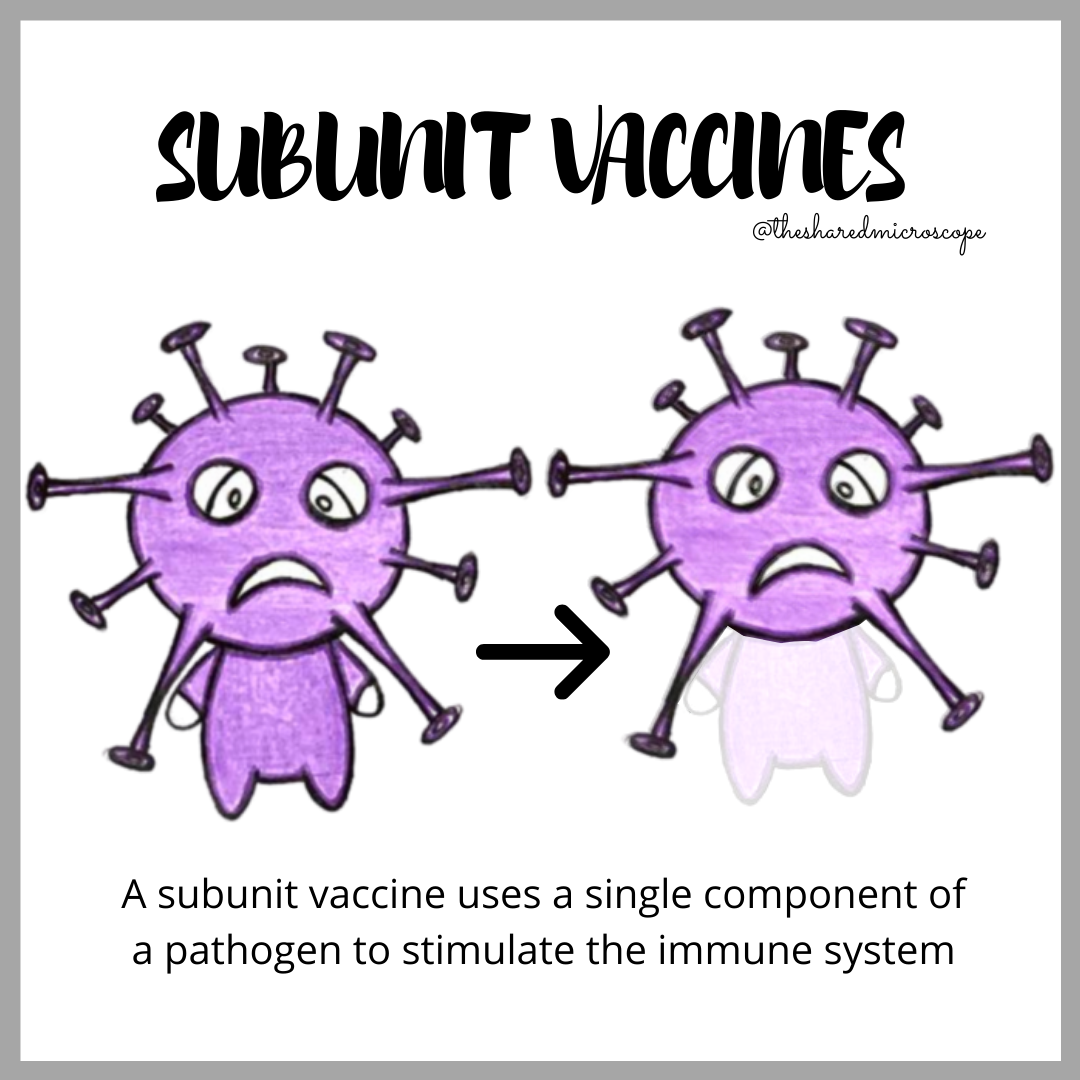 SUBUNIT VACCINES
@thesharedmicroscope
A subunit vaccine uses a single component of
a pathogen to stimulate the immune system